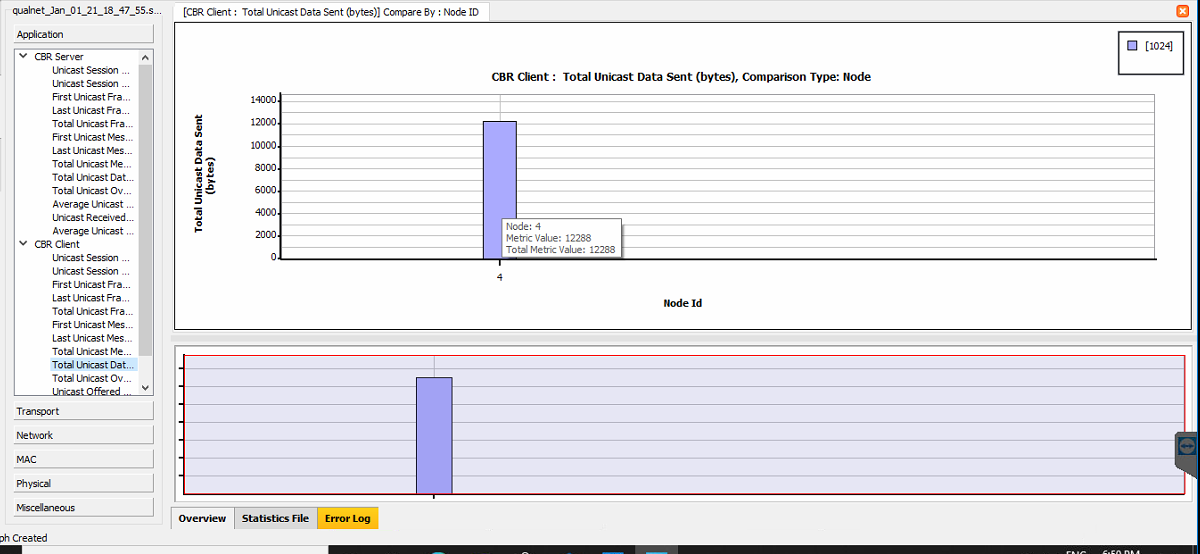 qualnet_Jan_01_21_18_47_55.s...
Application
CBR Server
Unicast Session ...
Unicast Session ...
First Unicast Fra...
Last Unicast Fra...
Total Unicast Fra...
First Unicast Mes...
Last Unicast Mes...
Total Unicast Me...
Total Unicast Dat...
Total Unicast Ov...
Average Unicast ...
Unicast Received...
Average Unicast ...
CBR Client
Unicast Session ...
Unicast Session ...
First Unicast Fra...
Last Unicast Fra...
Total Unicast Fra...
First Unicast Mes...
Last Unicast Mes...
Total Unicast Me...
Total Unicast Dat...
Total Unicast Ov...
Unicast Offered ...
Transport
Network
MAC
Physical
Miscellaneous
ph Created
[CBR Client : Total Unicast Data Sent (bytes)] Compare By : Node ID
[1024]
CBR Client : Total Unicast Data Sent (bytes), Comparison Type: Node
Total Unicast Data Sent
(bytes)
14000
12000
10000
8000
6000
4000
2000
0
Node: 4
Metric Value: 12288
Total Metric Value: 12288
4
Node Id
Overview
Statistics File
Error Log
ENG
6:50 PM